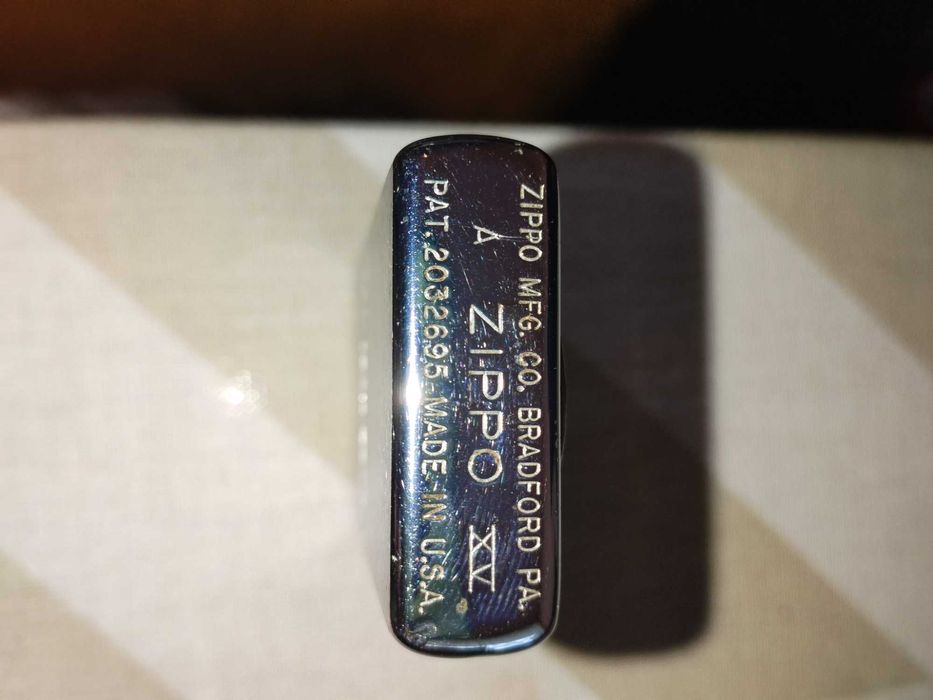 ZIPPO MFG. CO. BRADFORD PA.
A ZIPPO XV
PAT. 2032695 MADE IN U.S.A.